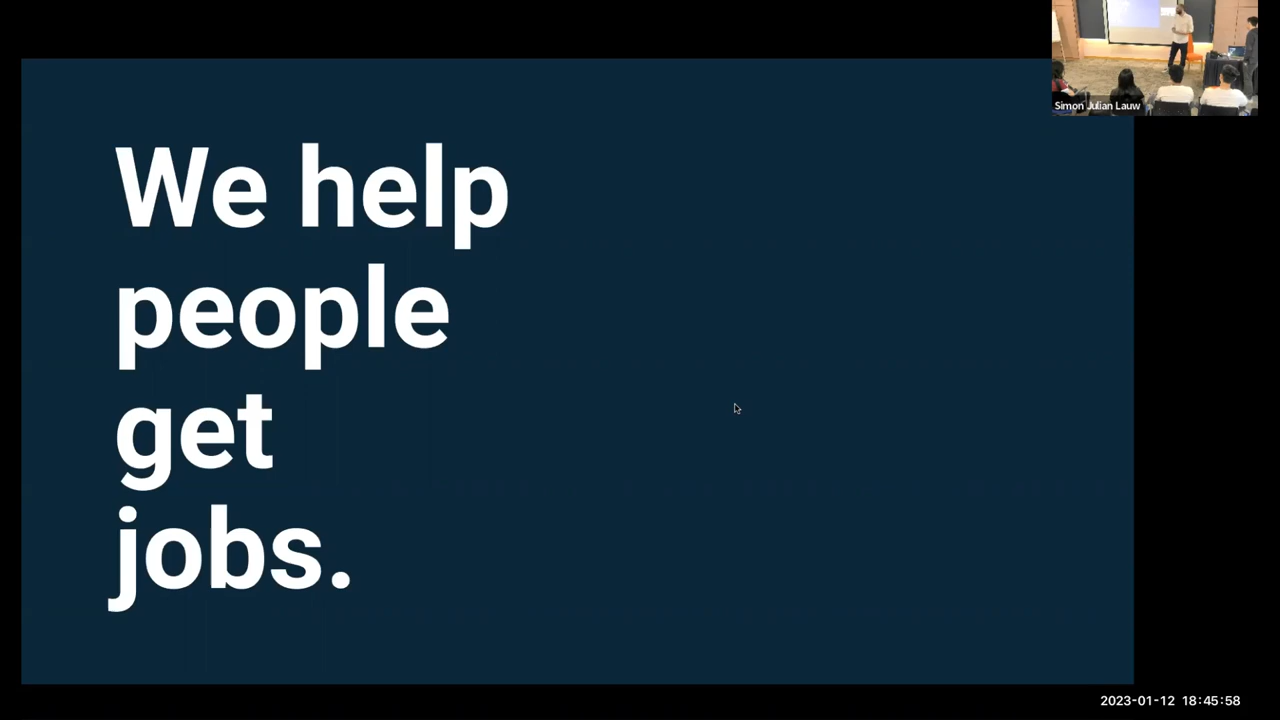 We help
people
get
jobs.
Simon Julian Lauw
2023-01-12 18:45:58